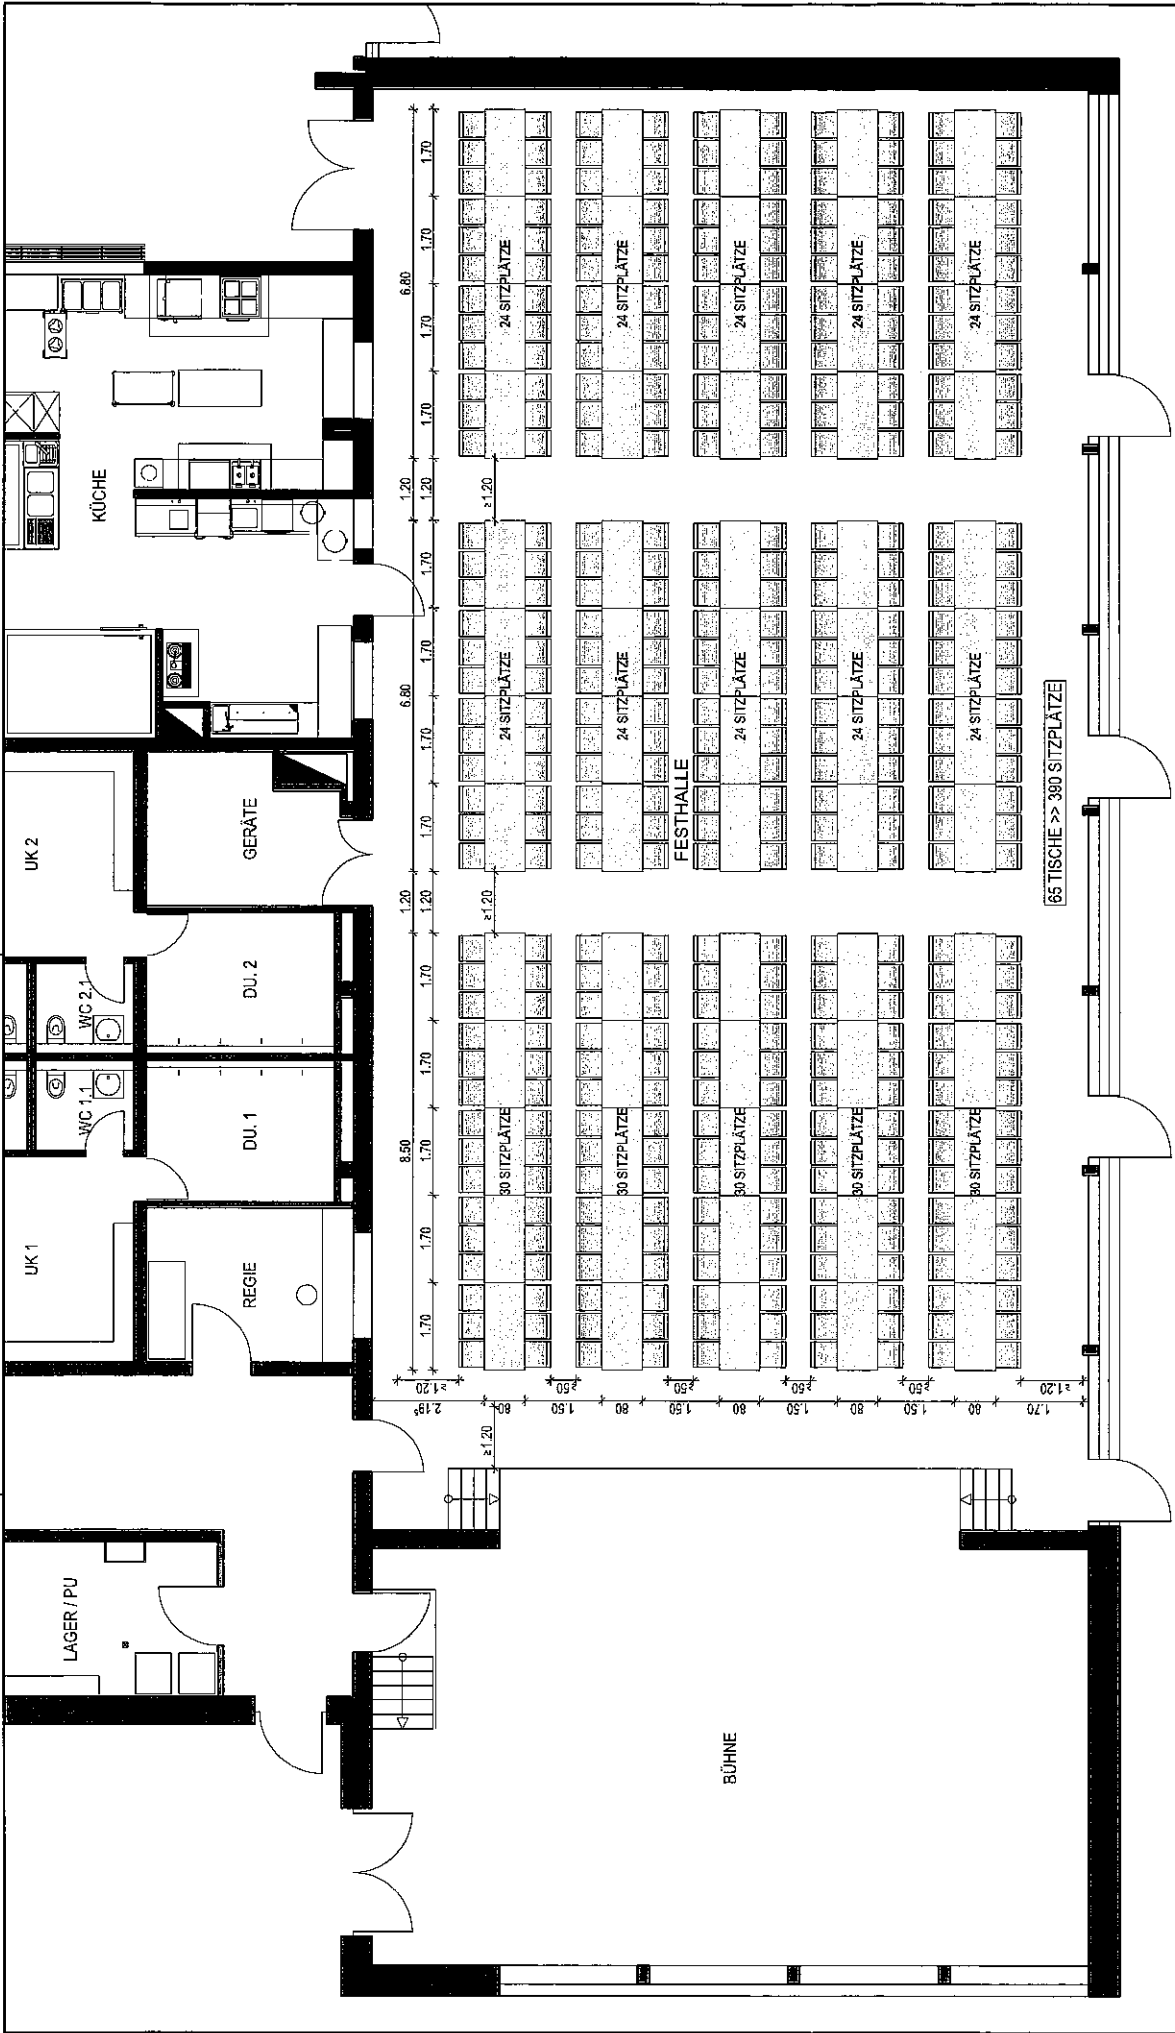 KÜCHE
UK 2
GERÄTE
WC 2.1
DU. 2
WC 1.1
DU. 1
UK 1
REGIE
LAGER / PU
BÜHNE
FESTHALLE
65 TISCHE >> 390 SITZPLÄTZE
8.50
1.20
6.80
1.20
6.80
1.70
1.70
1.70
1.70
1.70
1.20
1.70
1.70
1.70
1.70
1.20
1.70
1.70
1.70
1.70
≥1.20
≥1.20
≥1.20
30 SITZPLÄTZE
24 SITZPLÄTZE
24 SITZPLÄTZE
30 SITZPLÄTZE
24 SITZPLÄTZE
24 SITZPLÄTZE
30 SITZPLÄTZE
24 SITZPLÄTZE
24 SITZPLÄTZE
30 SITZPLÄTZE
24 SITZPLÄTZE
24 SITZPLÄTZE
30 SITZPLÄTZE
24 SITZPLÄTZE
24 SITZPLÄTZE
≥1.20
≥50
≥50
≥50
≥50
≥1.20
2.19⁵
80
1.50
80
1.50
80
1.50
80
1.50
80
1.70